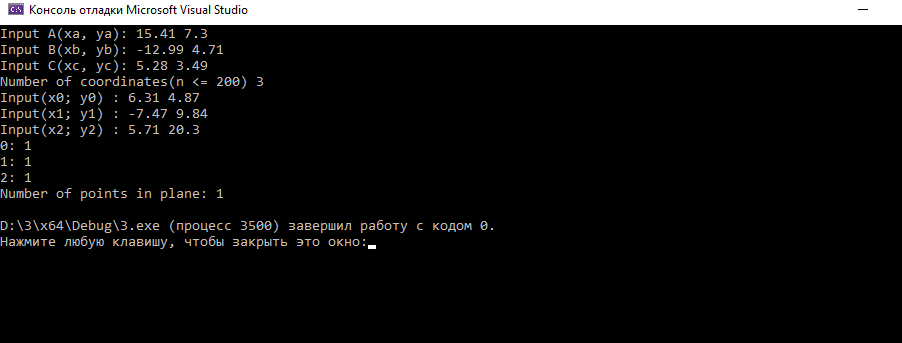 Консоль отладки Microsoft Visual Studio
Input A(xa, ya): 15.41 7.3
Input B(xb, yb): -12.99 4.71
Input C(xc, yc): 5.28 3.49
Number of coordinates(n <= 200) 3
Input(x0; y0) : 6.31 4.87
Input(x1; y1) : -7.47 9.84
Input(x2; y2) : 5.71 20.3
0: 1
1: 1
2: 1
Number of points in plane: 1
D:\3\x64\Debug\3.exe (процесс 3500) завершил работу с кодом 0.
Нажмите любую клавишу, чтобы закрыть это окно: